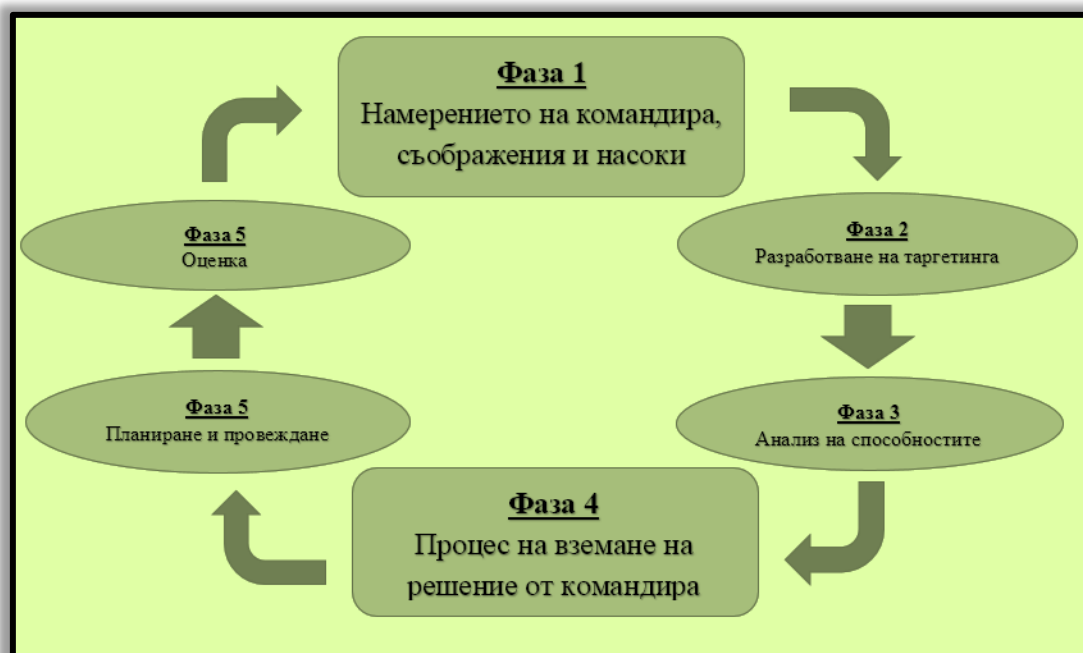 Фаза 1
Намерението на командира,
съображения и насоки
Фаза 2
Разработване на таргетинга
Фаза 3
Анализ на способностите
Фаза 4
Процес на вземане на
решение от командира
Фаза 5
Планиране и провеждане
Фаза 5
Оценка